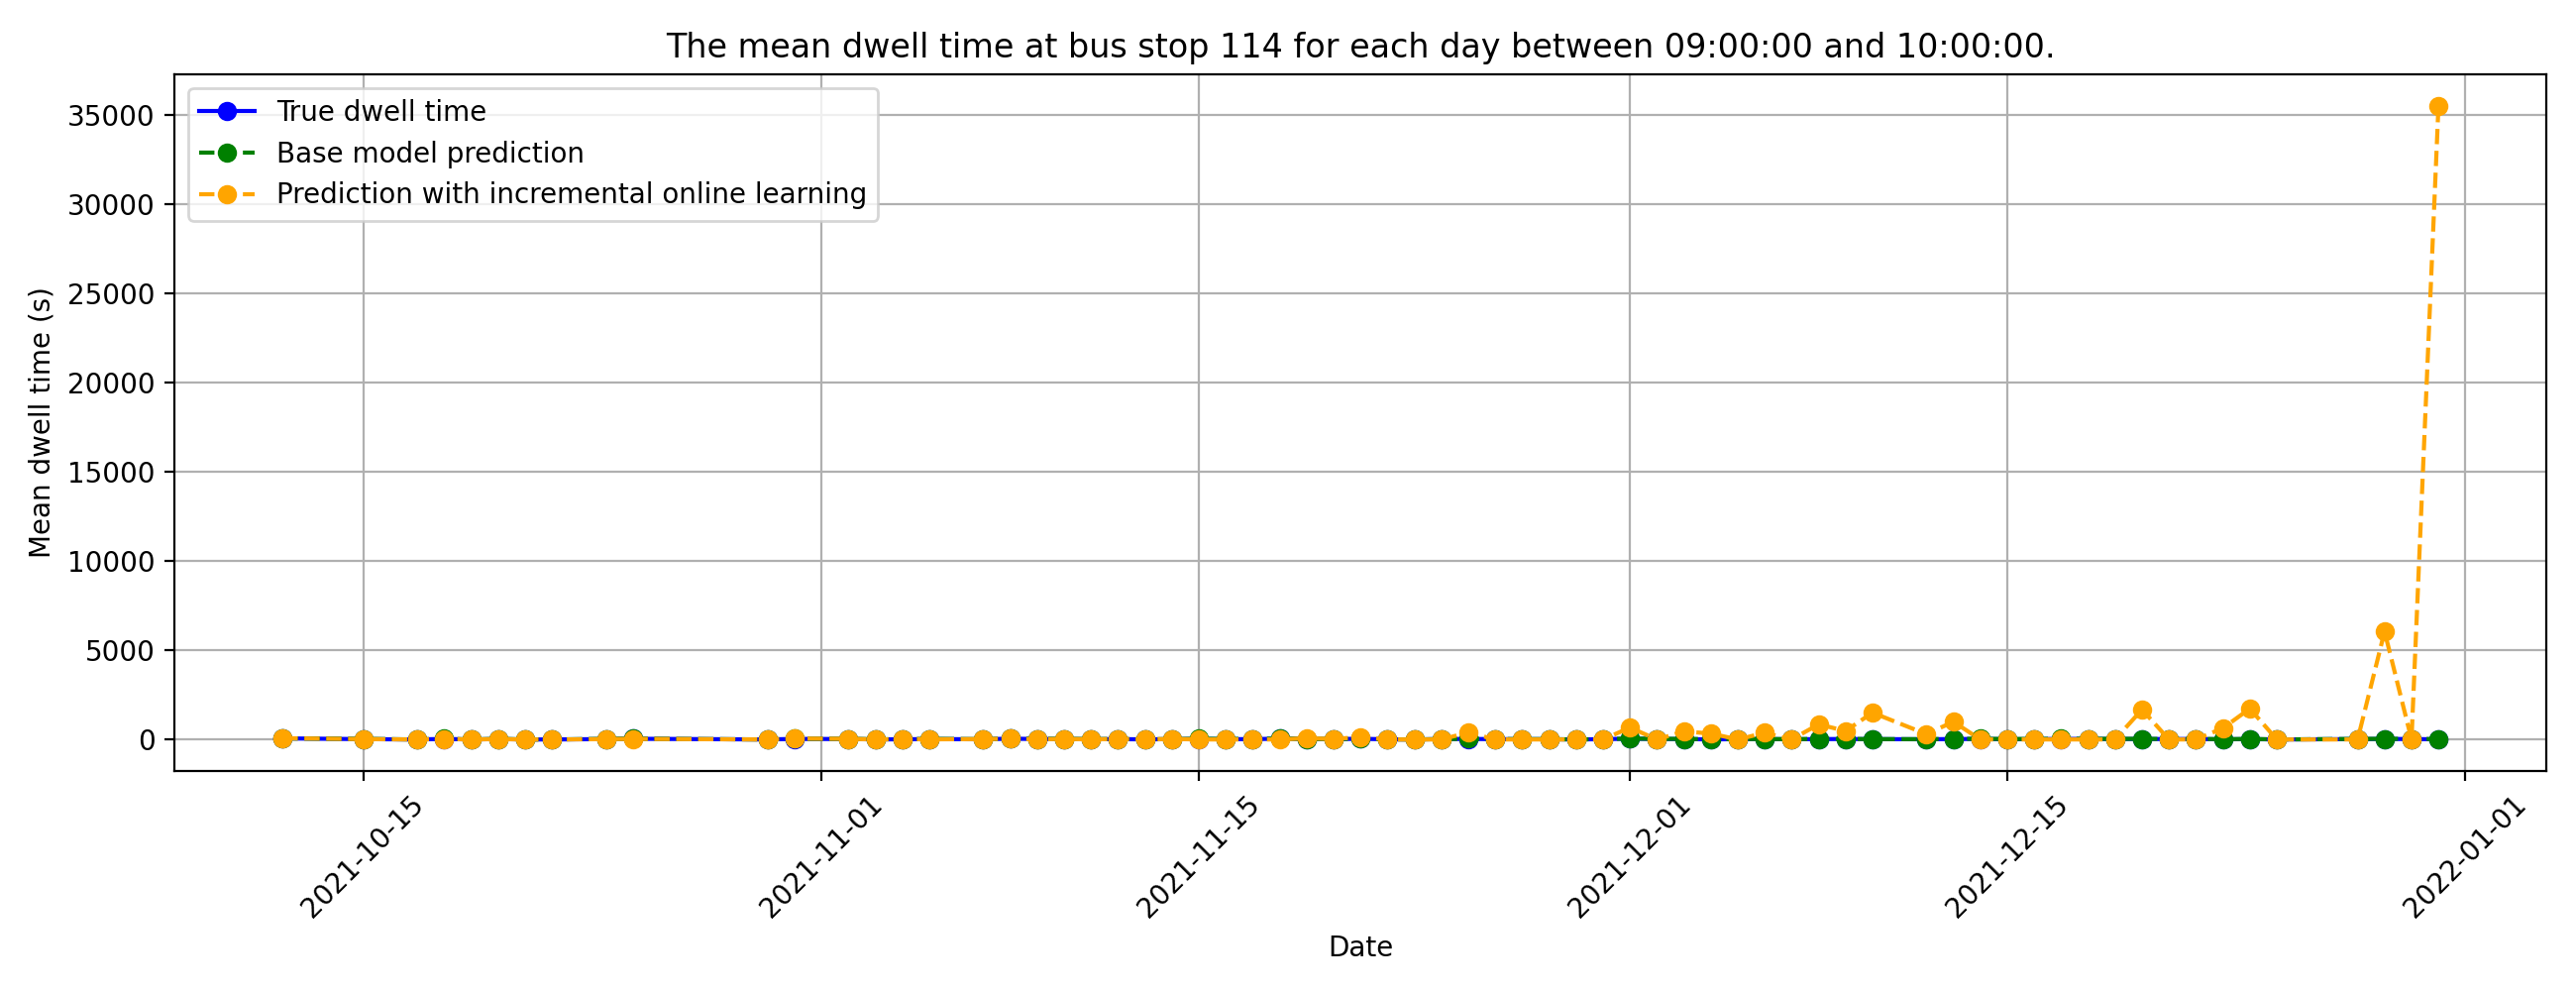 The mean dwell time at bus stop 114 for each day between 09:00:00 and 10:00:00.
True dwell time
Base model prediction
Prediction with incremental online learning
Mean dwell time (s)
35000
30000
25000
20000
15000
10000
5000
0
2021-10-15
2021-11-01
2021-11-15
2021-12-01
2021-12-15
2022-01-01
Date